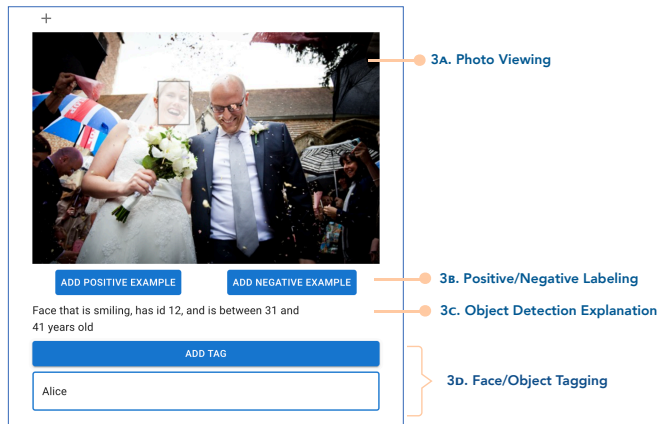 +
3A. Photo Viewing
ADD POSITIVE EXAMPLE
ADD NEGATIVE EXAMPLE
3B. Positive/Negative Labeling
Face that is smiling, has id 12, and is between 31 and
41 years old
3C. Object Detection Explanation
ADD TAG
Alice
3D. Face/Object Tagging